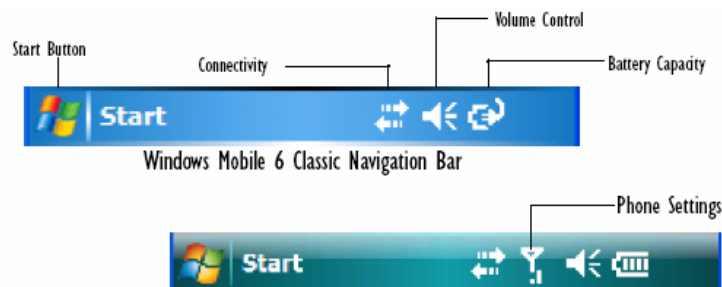 Volume Control
Start Button
Connectivity
Battery Capacity
Start
Windows Mobile 6 Classic Navigation Bar
Phone Settings
Start